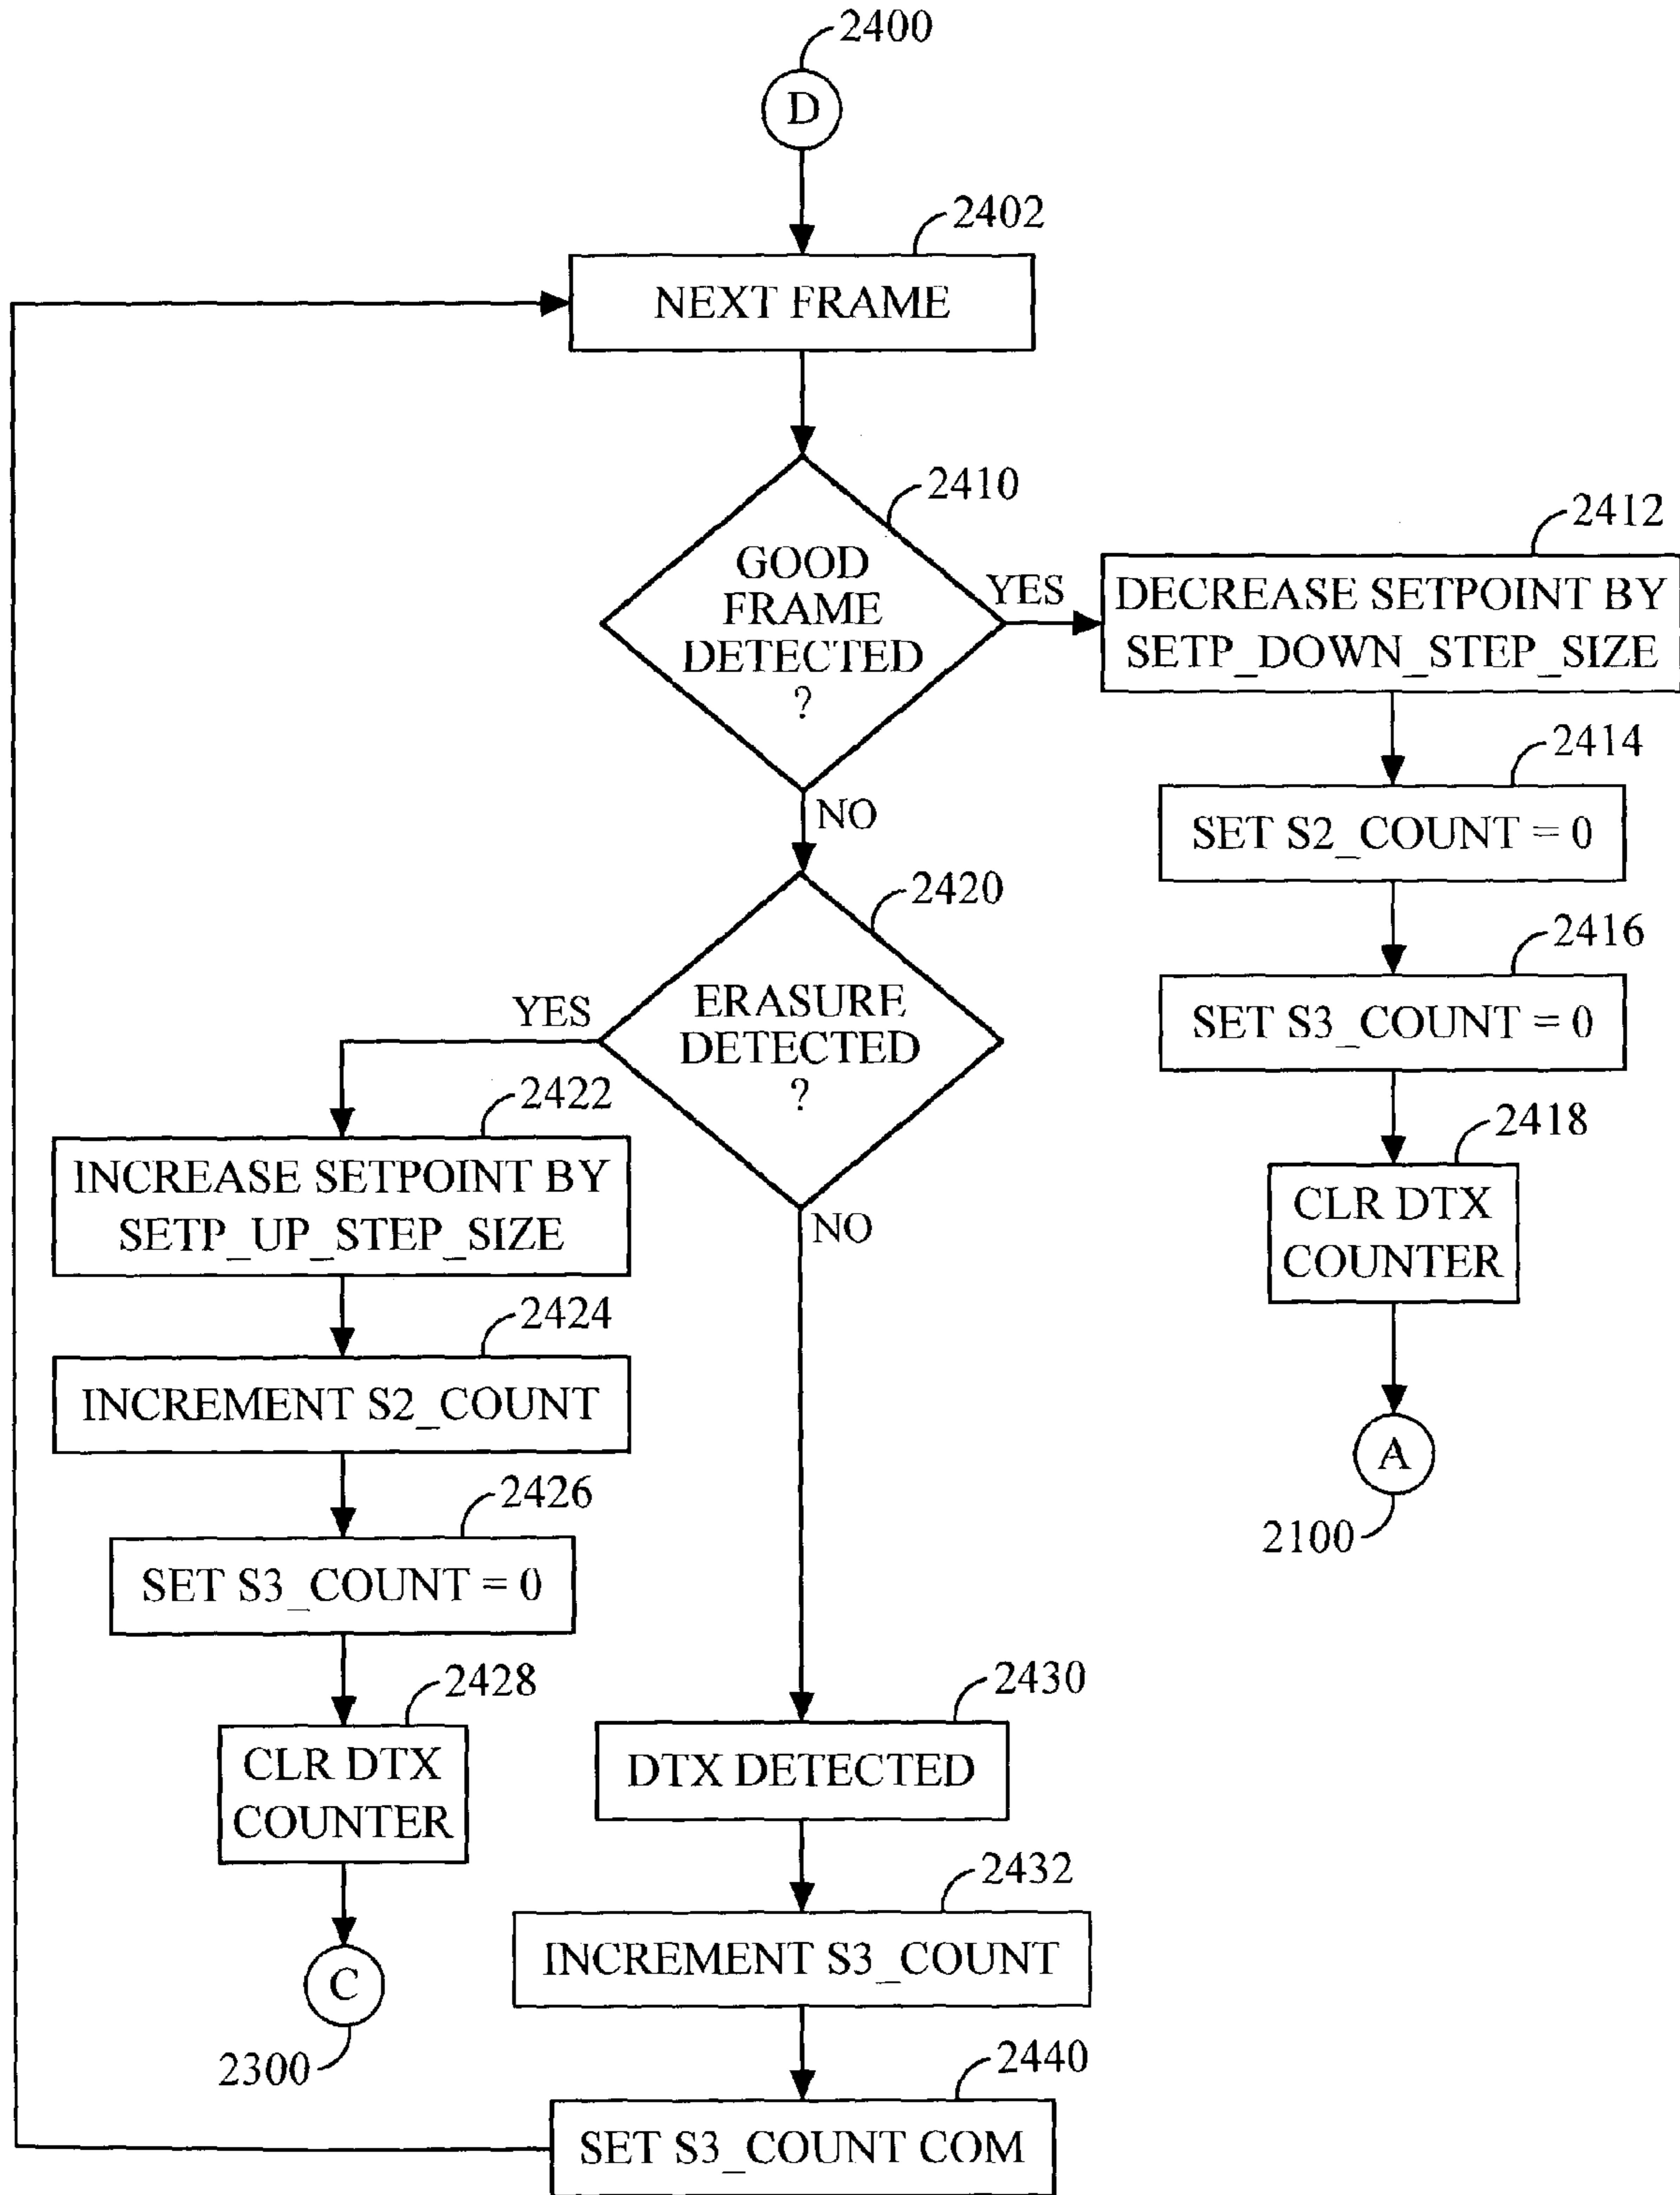 2400
D
2402
NEXT FRAME
2410
GOOD
FRAME
DETECTED
?
YES
NO
2412
DECREASE SETPOINT BY
SETP_DOWN_STEP_SIZE
2414
SET S2_COUNT = 0
2416
SET S3_COUNT = 0
2418
CLR DTX
COUNTER
A
2100
2420
ERASURE
DETECTED
?
YES
NO
2422
INCREASE SETPOINT BY
SETP_UP_STEP_SIZE
2424
INCREMENT S2_COUNT
2426
SET S3_COUNT = 0
2428
CLR DTX
COUNTER
C
2300
2430
DTX DETECTED
2432
INCREMENT S3_COUNT
2440
SET S3_COUNT COM